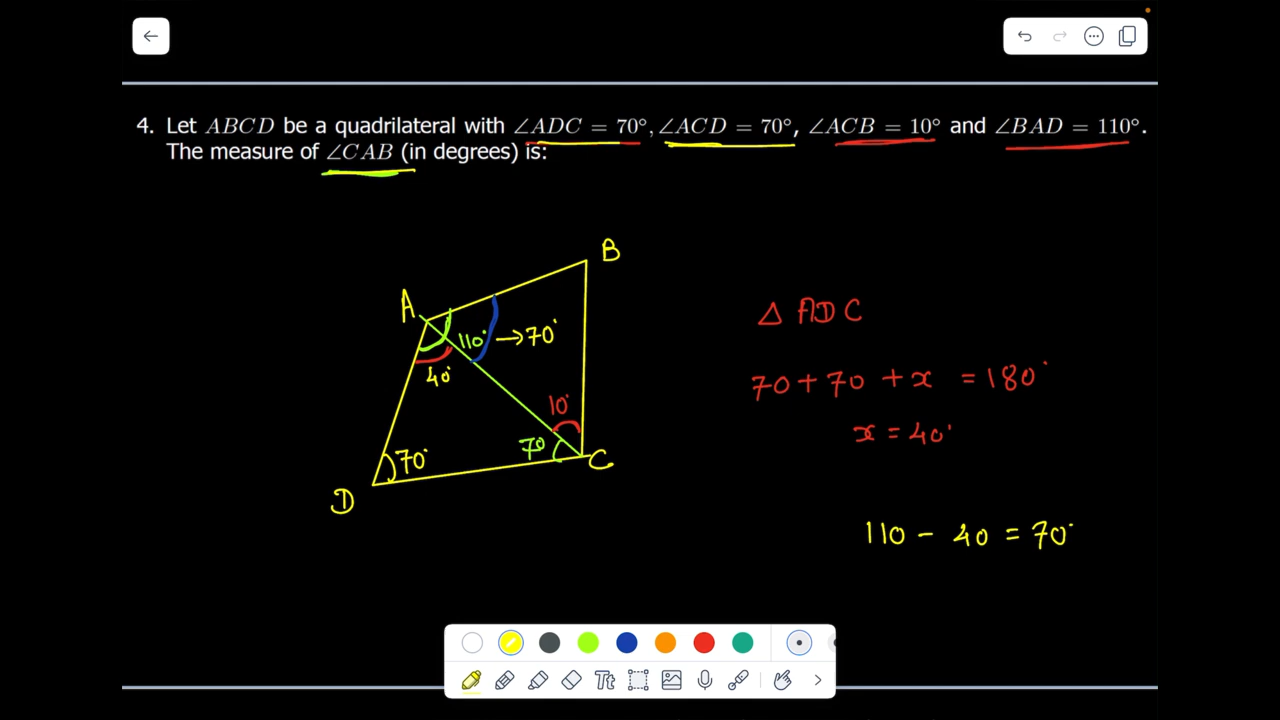 4. Let ABCD be a quadrilateral with ∠ADC = 70°, ∠ACD = 70°, ∠ACB = 10° and ∠BAD = 110°.
The measure of ∠CAB (in degrees) is:
B
A
110° → 70°
40°
10°
70
C
70°
D
Δ ADC
70 + 70 + x = 180°
x = 40°
110 - 40 = 70°
Tt